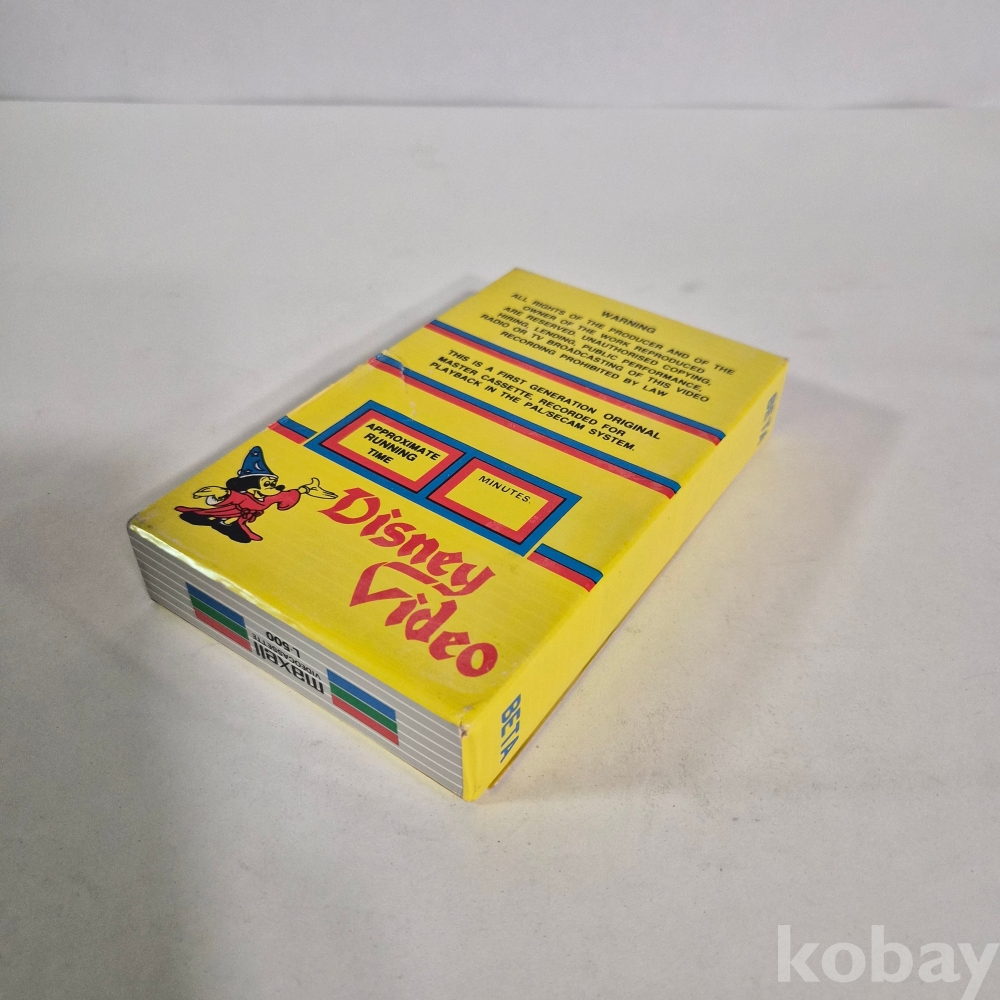 WARNING
ALL RIGHTS OF THE PRODUCER AND OF THE
OWNER OF THE WORK REPRODUCED
ARE RESERVED. UNAUTHORISED COPYING,
HIRING, LENDING, PUBLIC PERFORMANCE,
RADIO OR TV BROADCASTING OF THIS VIDEO
RECORDING PROHIBITED BY LAW
THIS IS A FIRST GENERATION ORIGINAL
MASTER CASSETTE, RECORDED FOR
PLAYBACK IN THE PAL/SECAM SYSTEM.
APPROXIMATE
RUNNING
TIME
MINUTES
Disney
Video
BETA
BETA
maxell
VIDEOCASSETTE
L 500
kobay